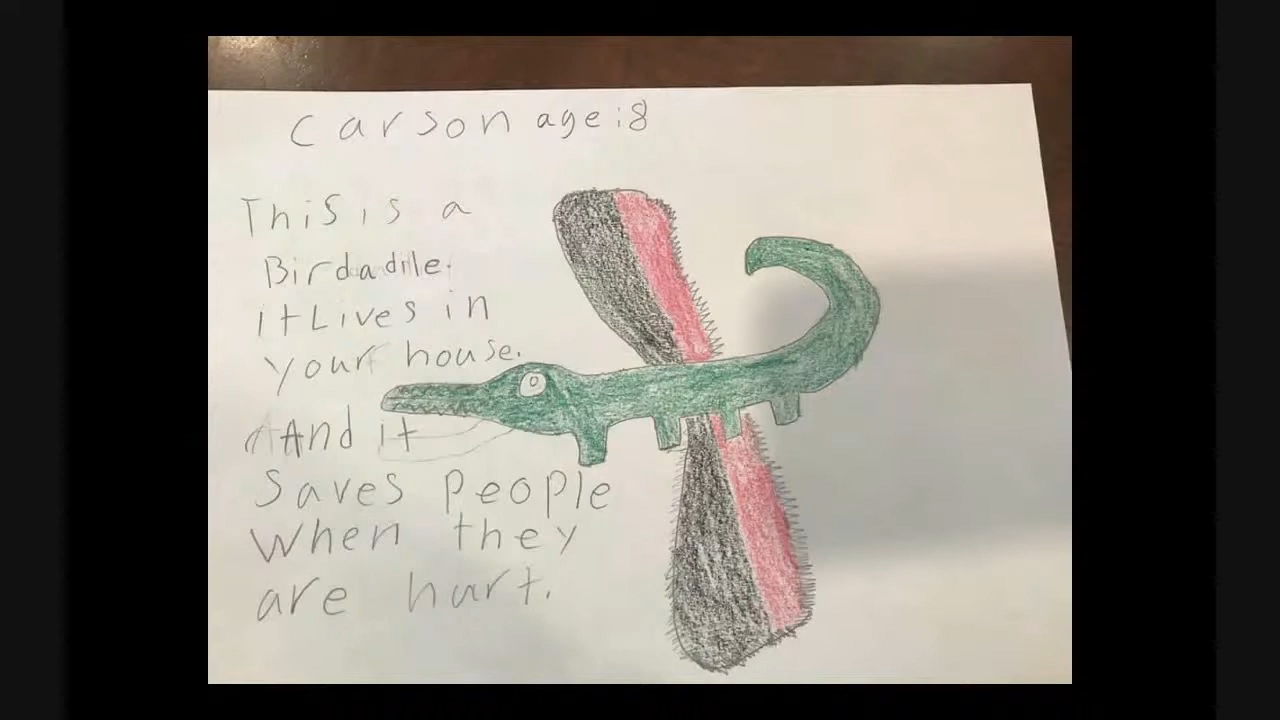 Carson age:8
This is a
Birdadile.
it Lives in
your house.
And it
Saves people
when they
are hurt.